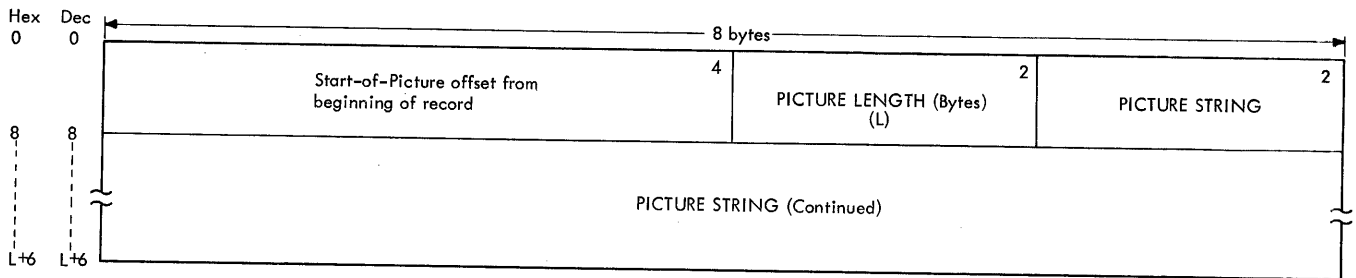 Hex Dec
0 0
8 bytes
Start-of-Picture offset from
beginning of record
4
PICTURE LENGTH (Bytes)
(L)
2
PICTURE STRING
2
8 8
PICTURE STRING (Continued)
L+6 L+6